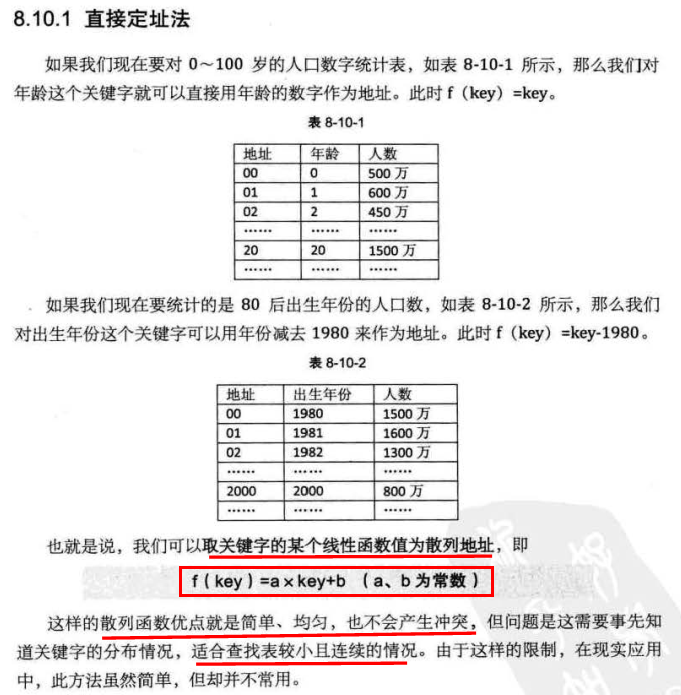 8.10.1 直接定址法
如果我们现在要对 0～100 岁的人口数字统计表，如表 8-10-1 所示，那么我们对
年龄这个关键字就可以直接用年龄的数字作为地址。此时 f（key）=key。
表 8-10-1
地址 年龄 人数
00 0 500 万
01 1 600 万
02 2 450 万
…… …… ……
20 20 1500 万
…… …… ……
如果我们现在要统计的是 80 后出生年份的人口数，如表 8-10-2 所示，那么我们
对出生年份这个关键字可以用年份减去 1980 来作为地址。此时 f（key）=key-1980。
表 8-10-2
地址 出生年份 人数
00 1980 1500 万
01 1981 1600 万
02 1982 1300 万
…… …… ……
2000 2000 800 万
…… …… ……
也就是说，我们可以取关键字的某个线性函数值为散列地址，即
f（key）=a×key+b （a、b 为常数）
这样的散列函数优点就是简单、均匀，也不会产生冲突，但问题是这需要事先知
道关键字的分布情况，适合查找表较小且连续的情况。由于这样的限制，在现实应用
中，此方法虽然简单，但却并不常用。